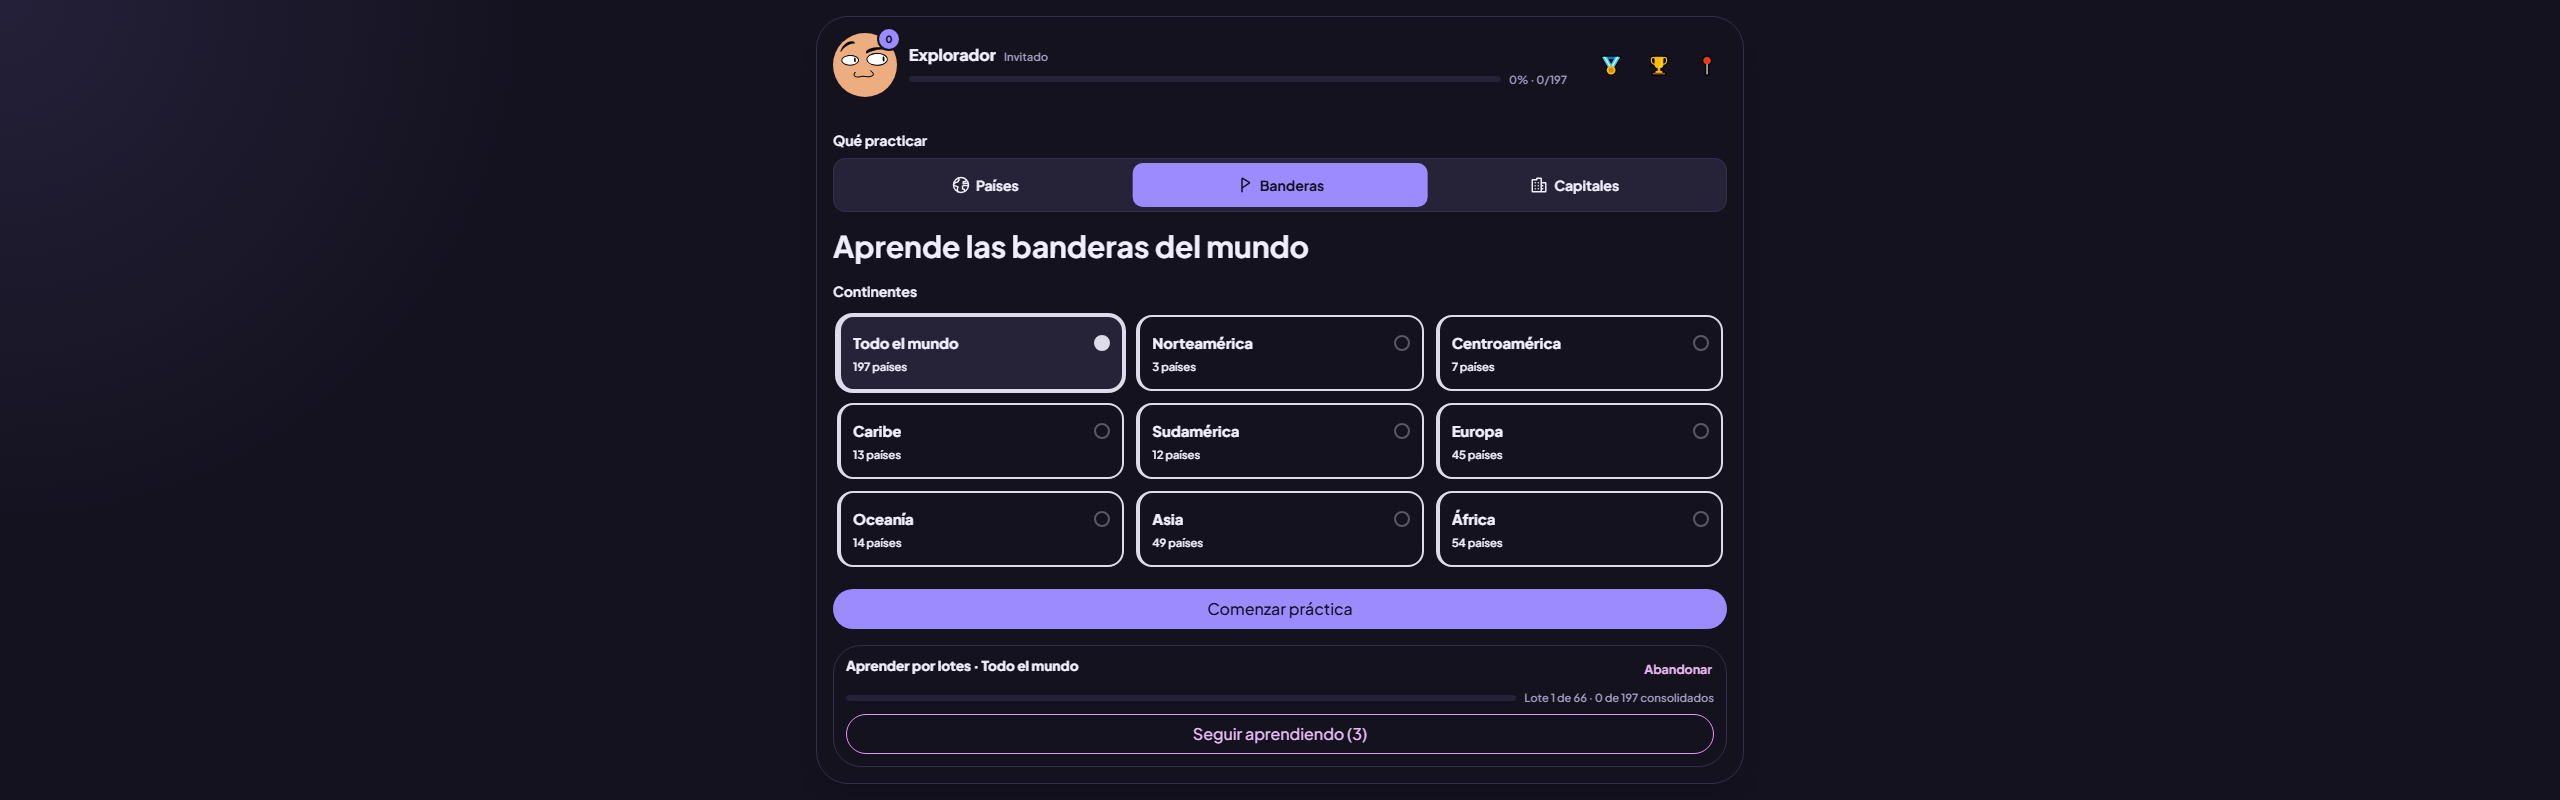 0
Explorador Invitado
0% · 0/197
Qué practicar
Países
Banderas
Capitales
Aprende las banderas del mundo
Continentes
Todo el mundo
197 países
Norteamérica
3 países
Centroamérica
7 países
Caribe
13 países
Sudamérica
12 países
Europa
45 países
Oceanía
14 países
Asia
49 países
África
54 países
Comenzar práctica
Aprender por lotes · Todo el mundo
Abandonar
Lote 1 de 66 · 0 de 197 consolidados
Seguir aprendiendo (3)